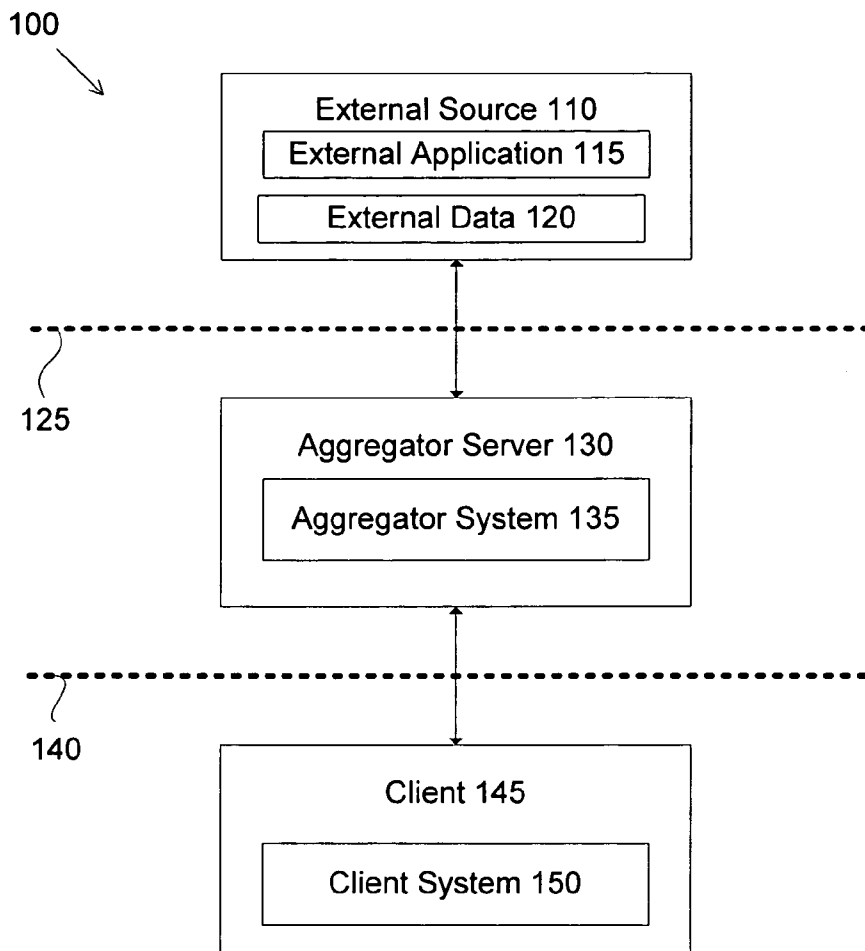 100
External Source 110
External Application 115
External Data 120
125
Aggregator Server 130
Aggregator System 135
140
Client 145
Client System 150